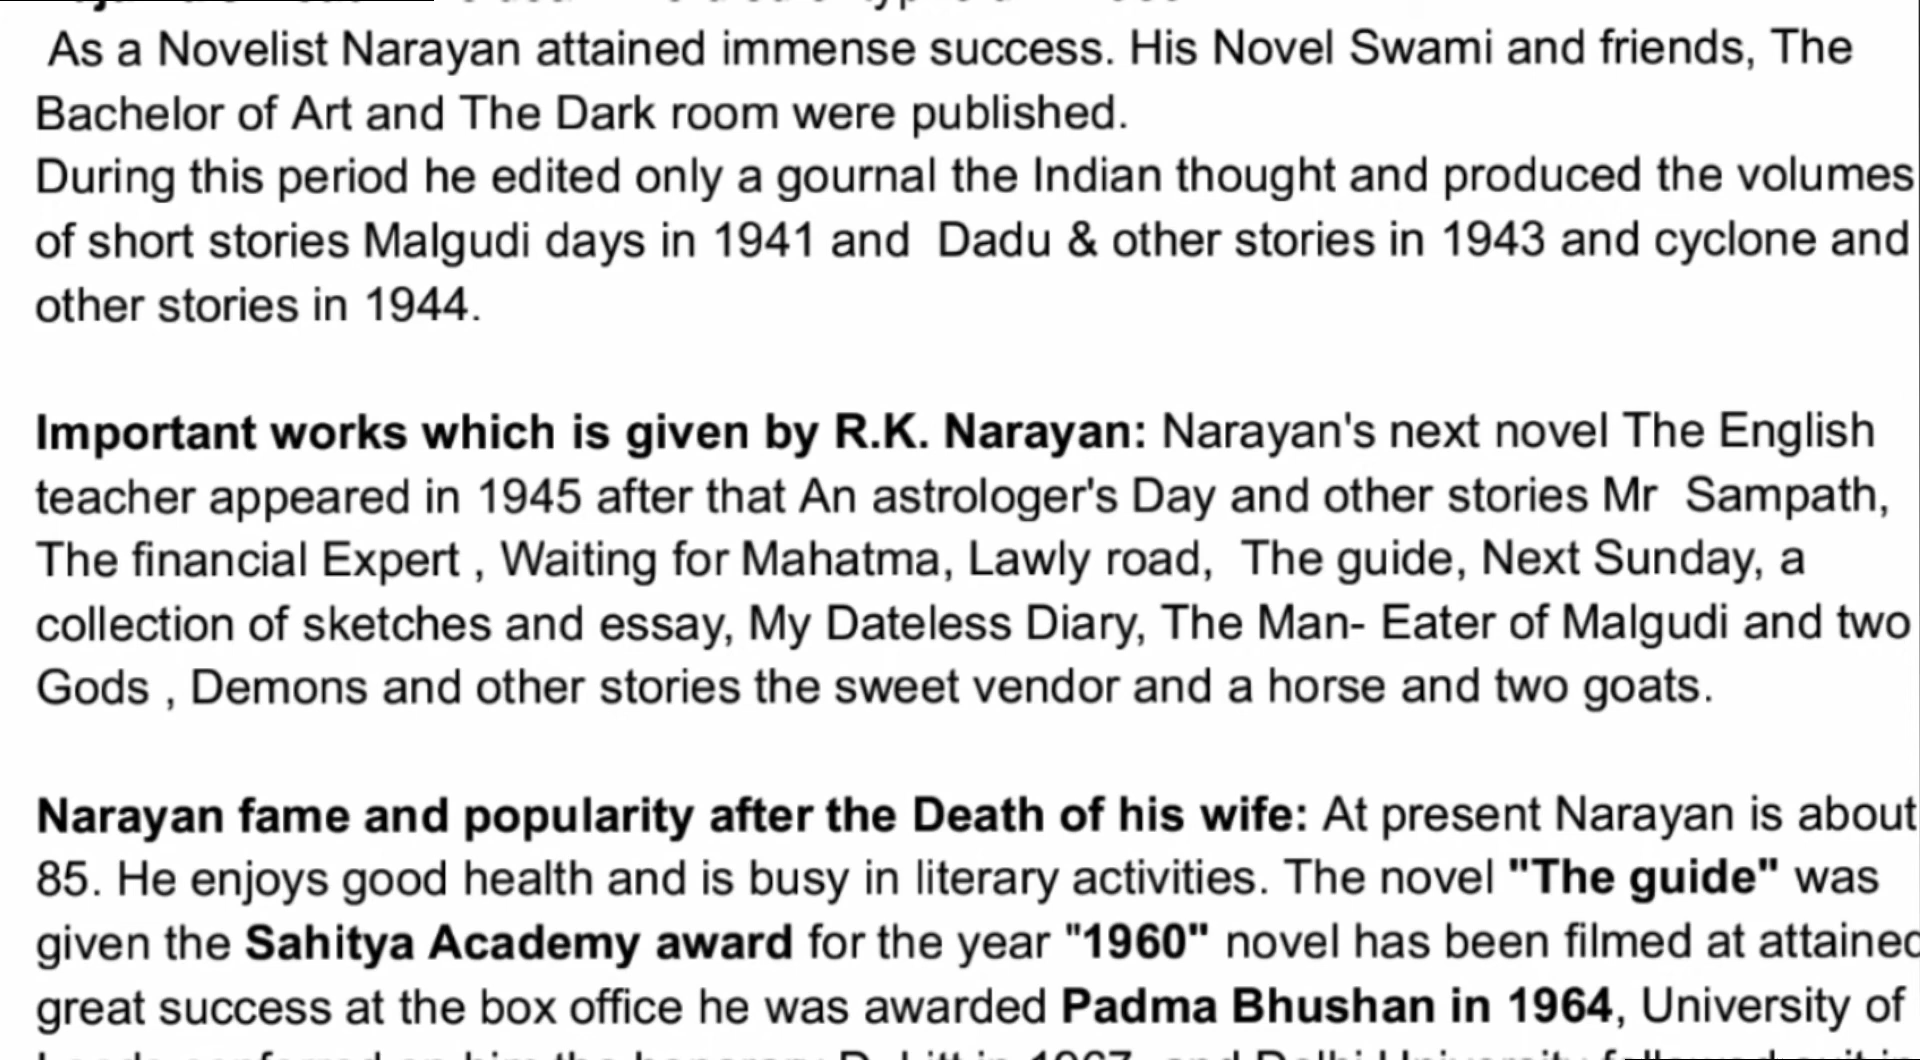 As a Novelist Narayan attained immense success. His Novel Swami and friends, The
Bachelor of Art and The Dark room were published.
During this period he edited only a gournal the Indian thought and produced the volumes
of short stories Malgudi days in 1941 and Dadu & other stories in 1943 and cyclone and
other stories in 1944.
Important works which is given by R.K. Narayan: Narayan's next novel The English
teacher appeared in 1945 after that An astrologer's Day and other stories Mr Sampath,
The financial Expert , Waiting for Mahatma, Lawly road, The guide, Next Sunday, a
collection of sketches and essay, My Dateless Diary, The Man- Eater of Malgudi and two
Gods , Demons and other stories the sweet vendor and a horse and two goats.
Narayan fame and popularity after the Death of his wife: At present Narayan is about
85. He enjoys good health and is busy in literary activities. The novel "The guide" was
given the Sahitya Academy award for the year "1960" novel has been filmed at attained
great success at the box office he was awarded Padma Bhushan in 1964, University of